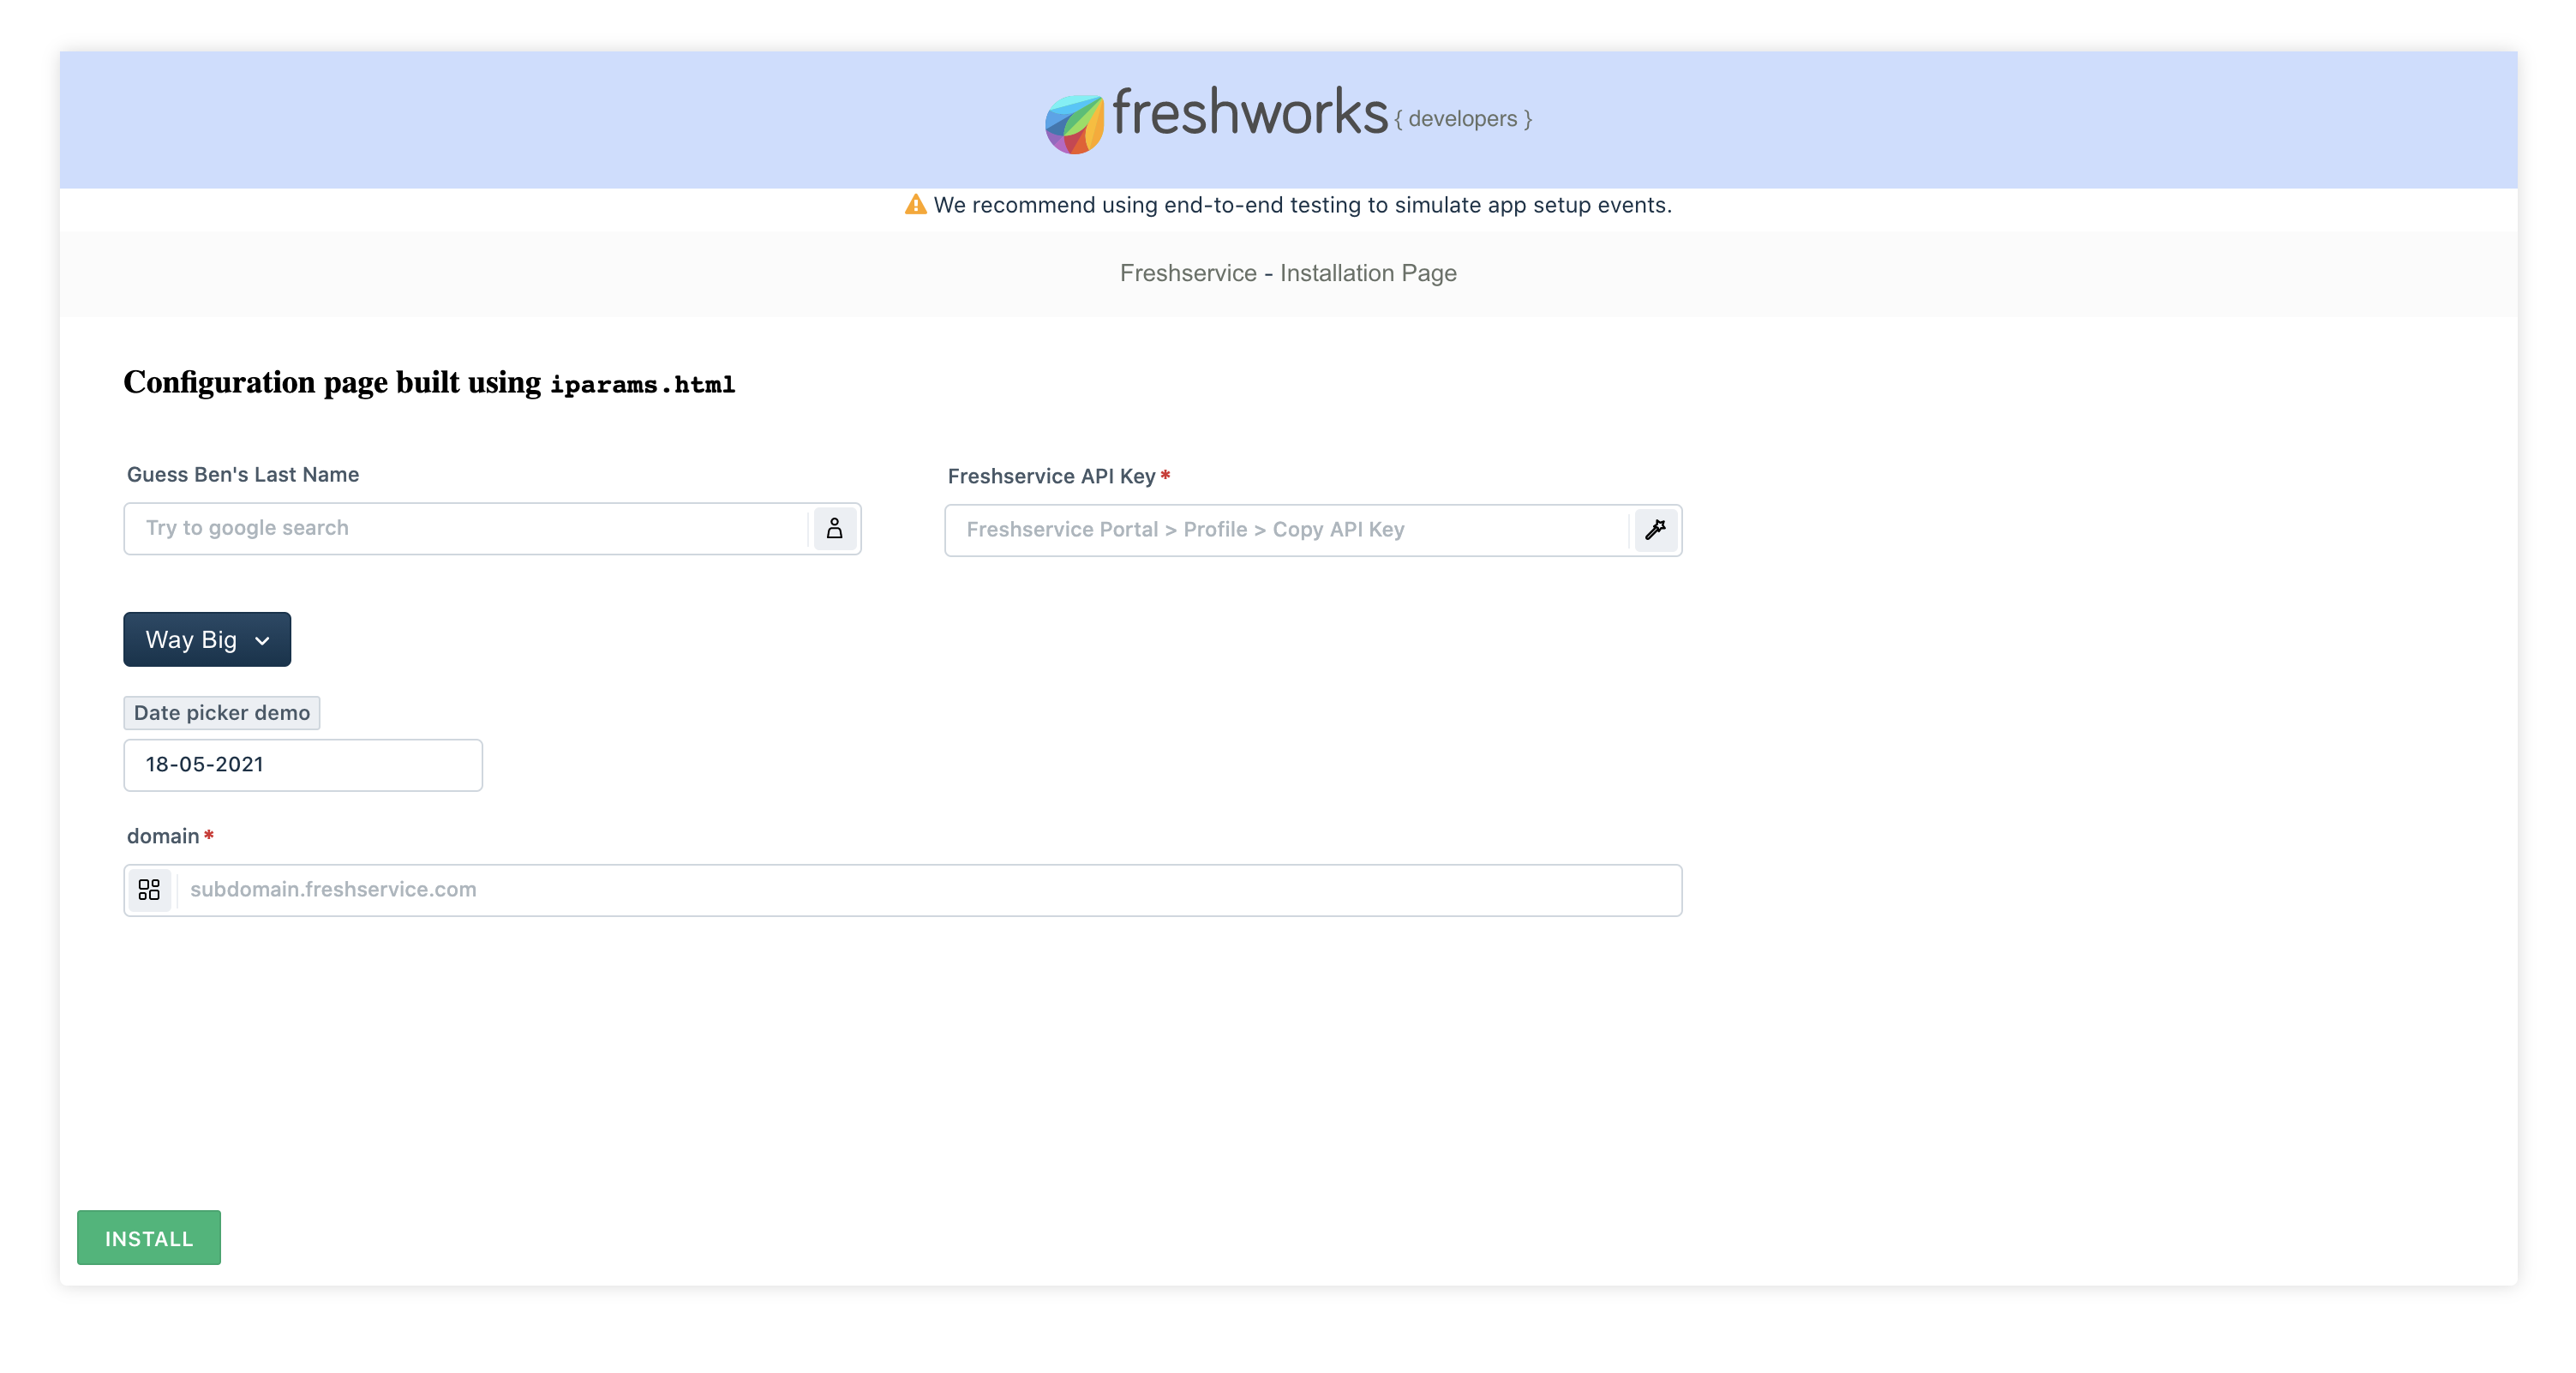 freshworks { developers }
We recommend using end-to-end testing to simulate app setup events.
Freshservice - Installation Page
Configuration page built using iparams.html
Guess Ben's Last Name
Try to google search
Freshservice API Key*
Freshservice Portal > Profile > Copy API Key
Way Big
Date picker demo
18-05-2021
domain*
subdomain.freshservice.com
INSTALL